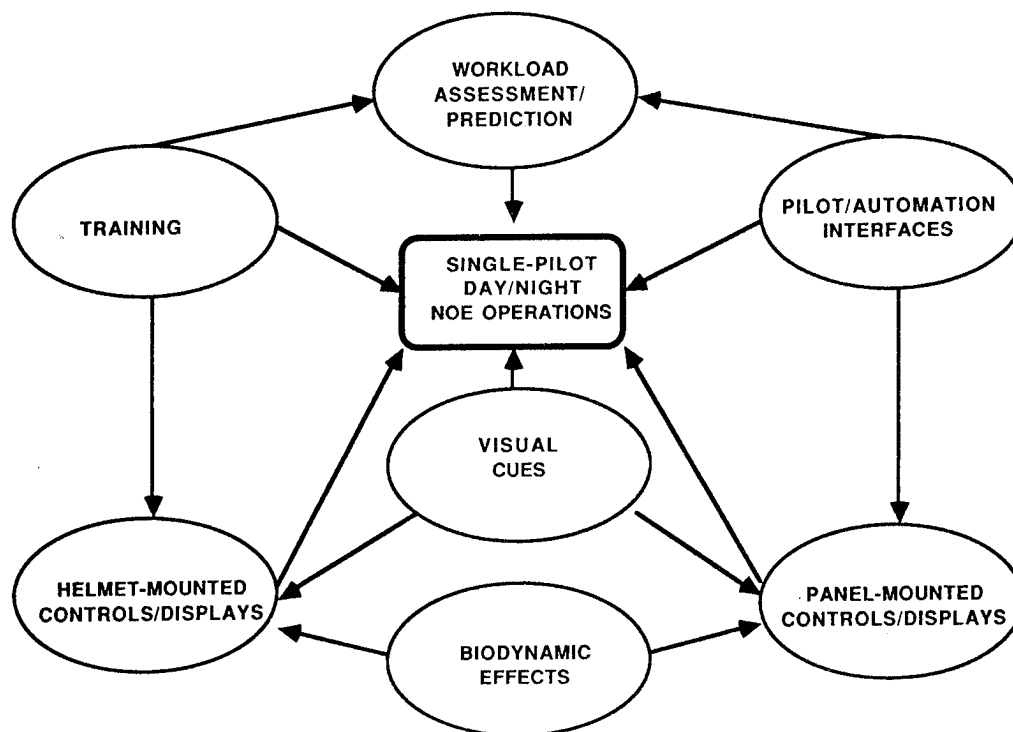 WORKLOAD
ASSESSMENT/
PREDICTION
TRAINING
PILOT/AUTOMATION
INTERFACES
SINGLE-PILOT
DAY/NIGHT
NOE OPERATIONS
VISUAL
CUES
HELMET-MOUNTED
CONTROLS/DISPLAYS
PANEL-MOUNTED
CONTROLS/DISPLAYS
BIODYNAMIC
EFFECTS